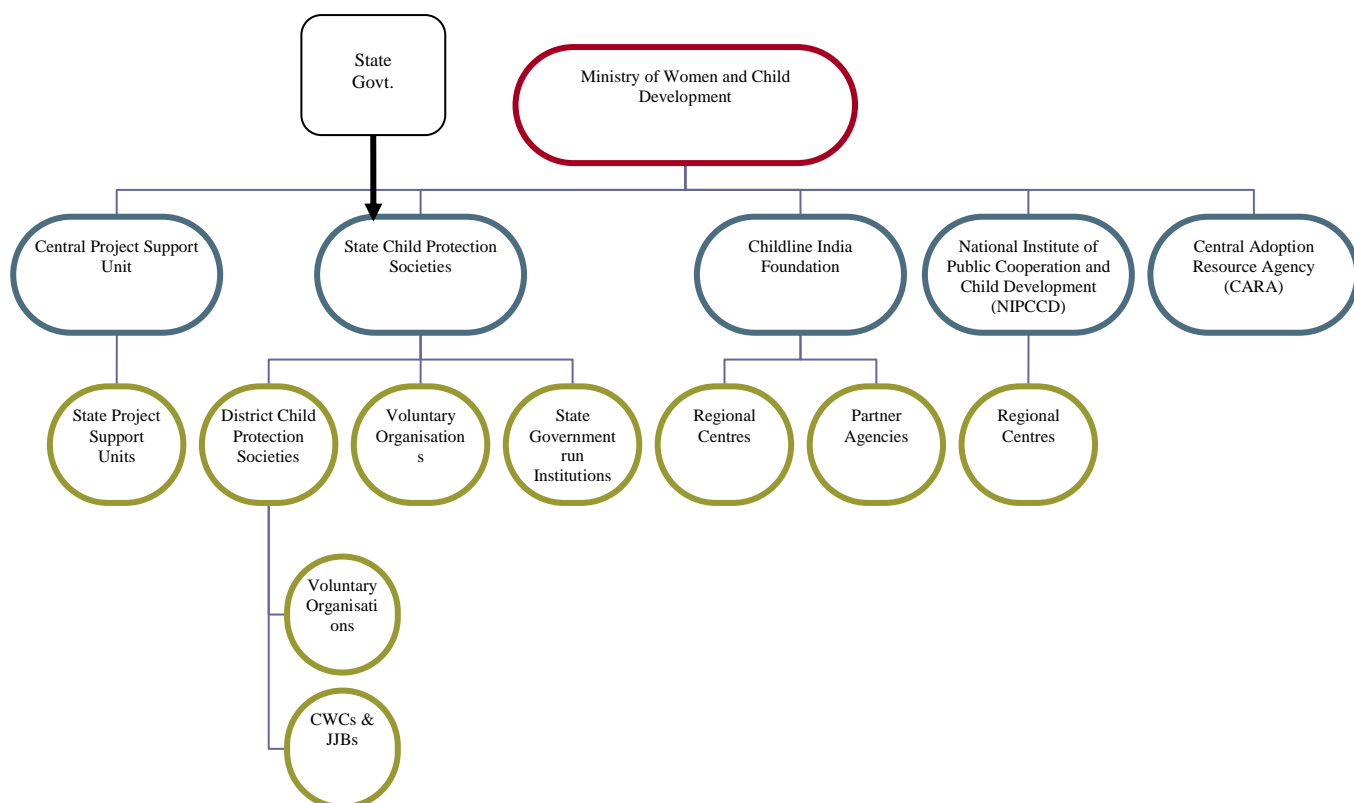 State
Govt.
Ministry of Women and Child
Development
Central Project Support
Unit
State Child Protection
Societies
Childline India
Foundation
National Institute of
Public Cooperation and
Child Development
(NIPCCD)
Central Adoption
Resource Agency
(CARA)
State Project
Support
Units
District Child
Protection
Societies
Voluntary
Organisation
s
State
Government
run
Institutions
Regional
Centres
Partner
Agencies
Regional
Centres
Voluntary
Organisati
ons
CWCs &
JJBs